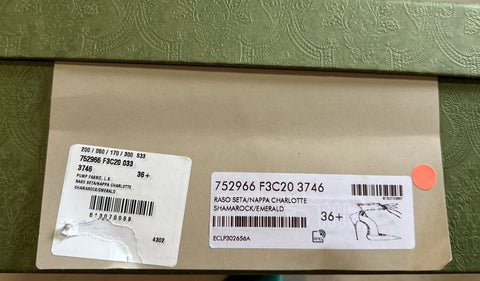 200 / 050 / 170 / 300 S33
752966 F3C20 033
3746
36+
PUMP FABRIC, L.S.
RASO SETA/NAPPA CHARLOTTE
SHAMAROCK/EMERALD
4302
752966 F3C20 3746
RASO SETA/NAPPA CHARLOTTE
SHAMAROCK/EMERALD
36+
ECLP302656A